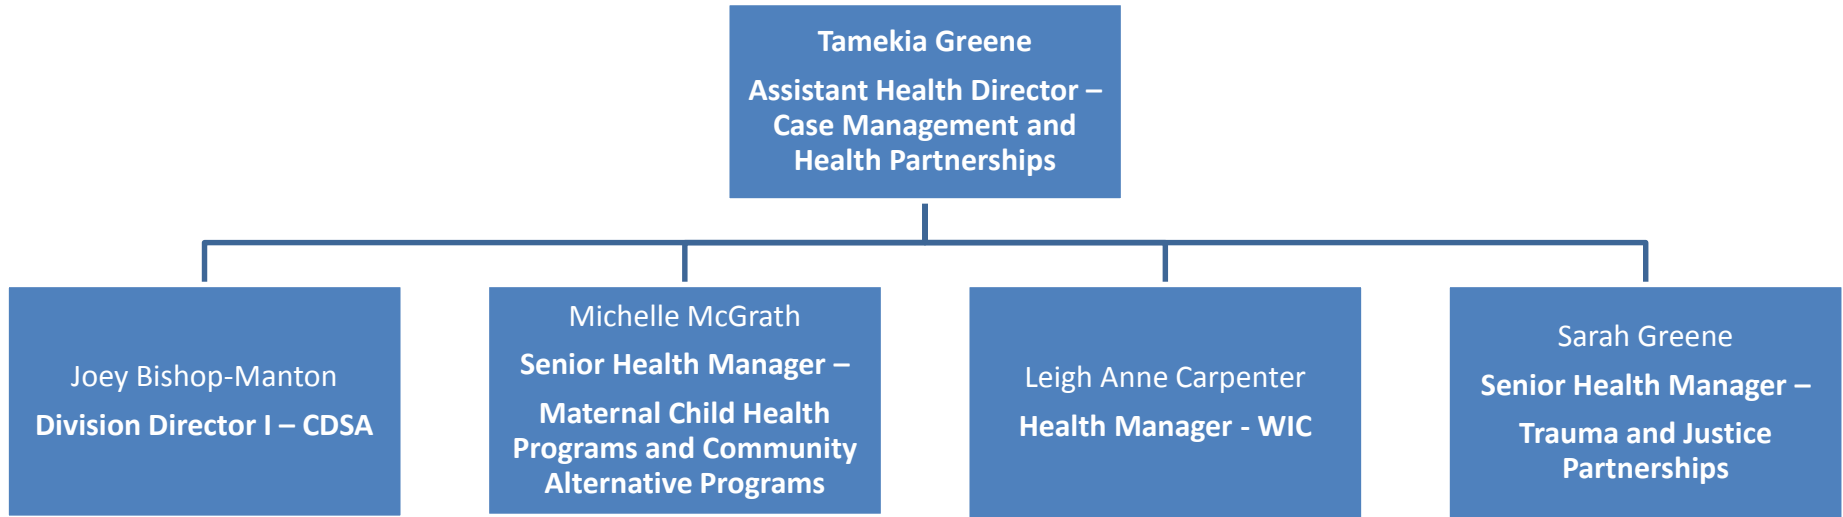 Tamekia Greene
Assistant Health Director –
Case Management and
Health Partnerships
Joey Bishop-Manton
Division Director I – CDSA
Michelle McGrath
Senior Health Manager –
Maternal Child Health
Programs and Community
Alternative Programs
Leigh Anne Carpenter
Health Manager - WIC
Sarah Greene
Senior Health Manager –
Trauma and Justice
Partnerships